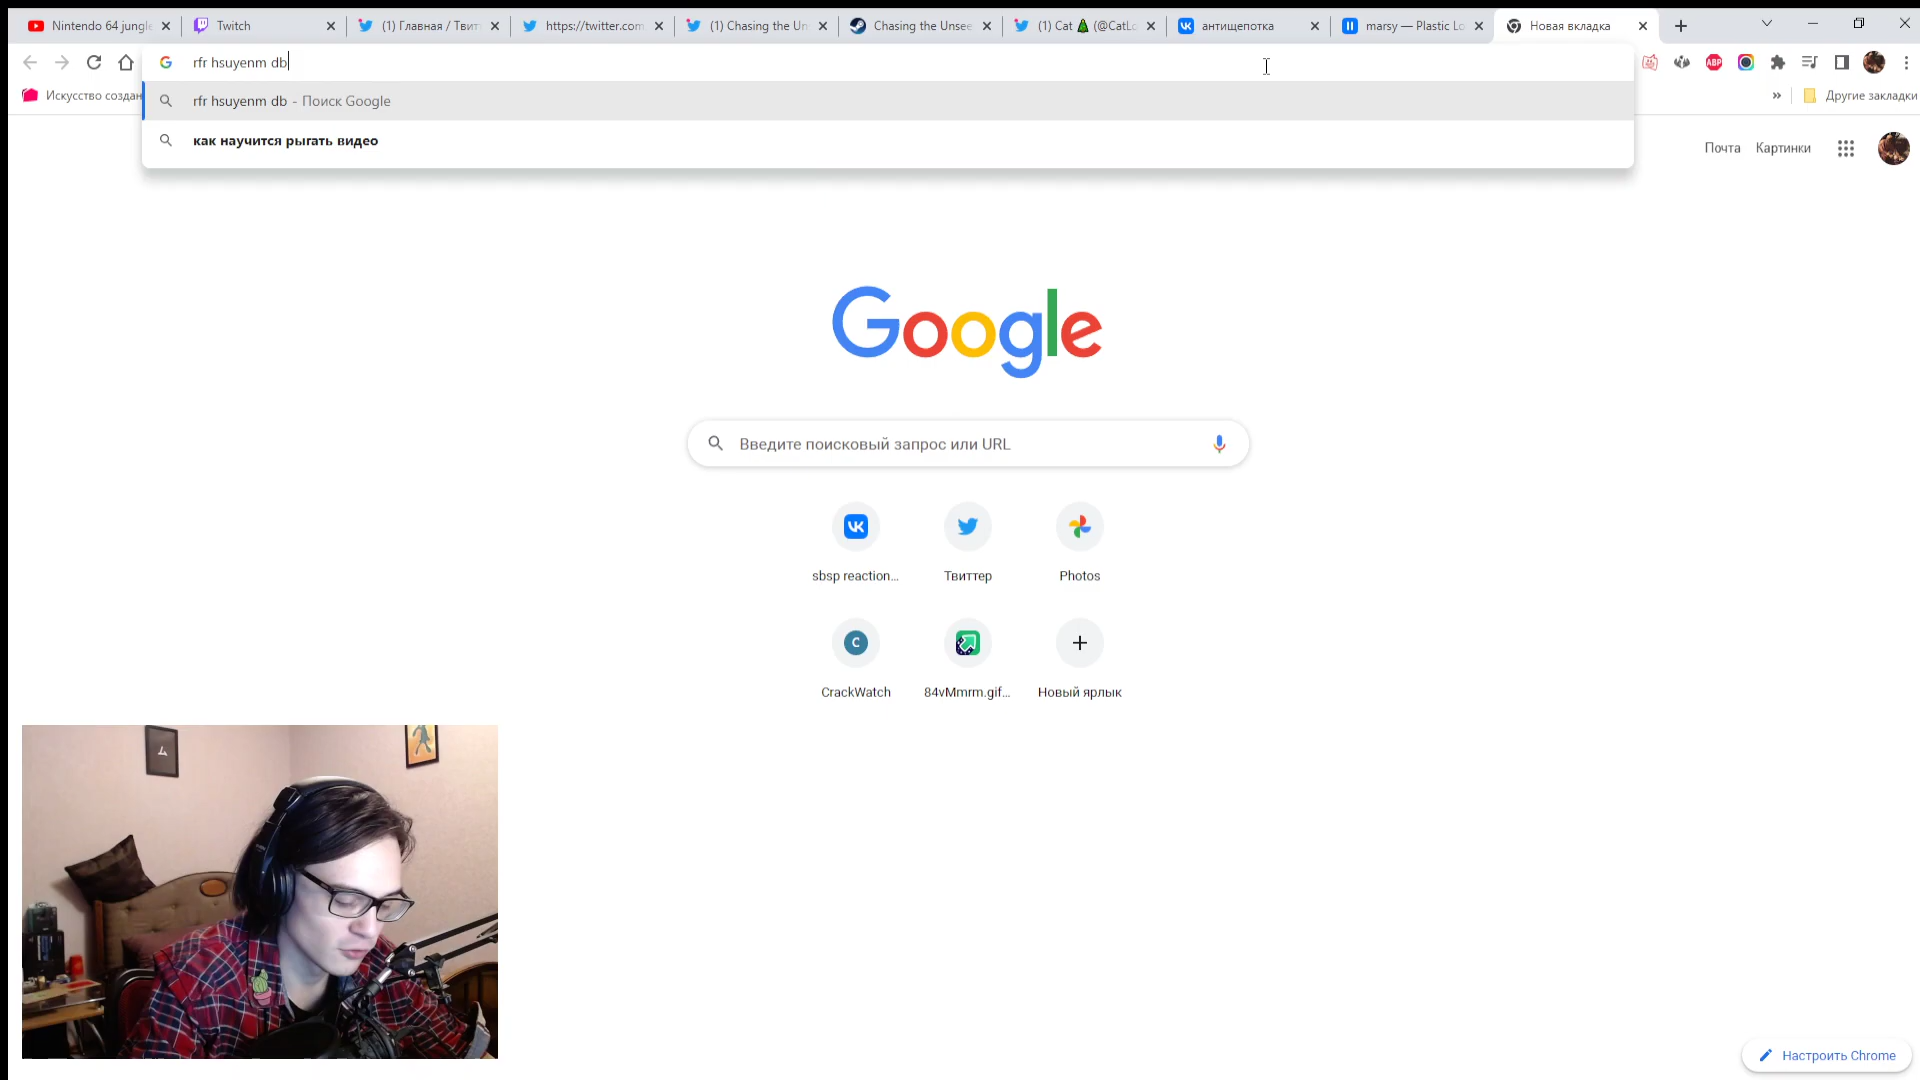 Nintendo 64 jungle
Twitch
(1) Главная / Твит
https://twitter.com
(1) Chasing the Un
Chasing the Unsee
(1) Cat 🎄 (@CatLo
антищепотка
marsy — Plastic Lo
Новая вкладка
rfr hsuyenm db
ABP
Искусство создан
rfr hsuyenm db - Поиск Google
» Другие закладки
как научится рыгать видео
Почта Картинки
Google
Введите поисковый запрос или URL
sbsp reaction...
Твиттер
Photos
C
CrackWatch
84vMmrm.gif...
Новый ярлык
Настроить Chrome